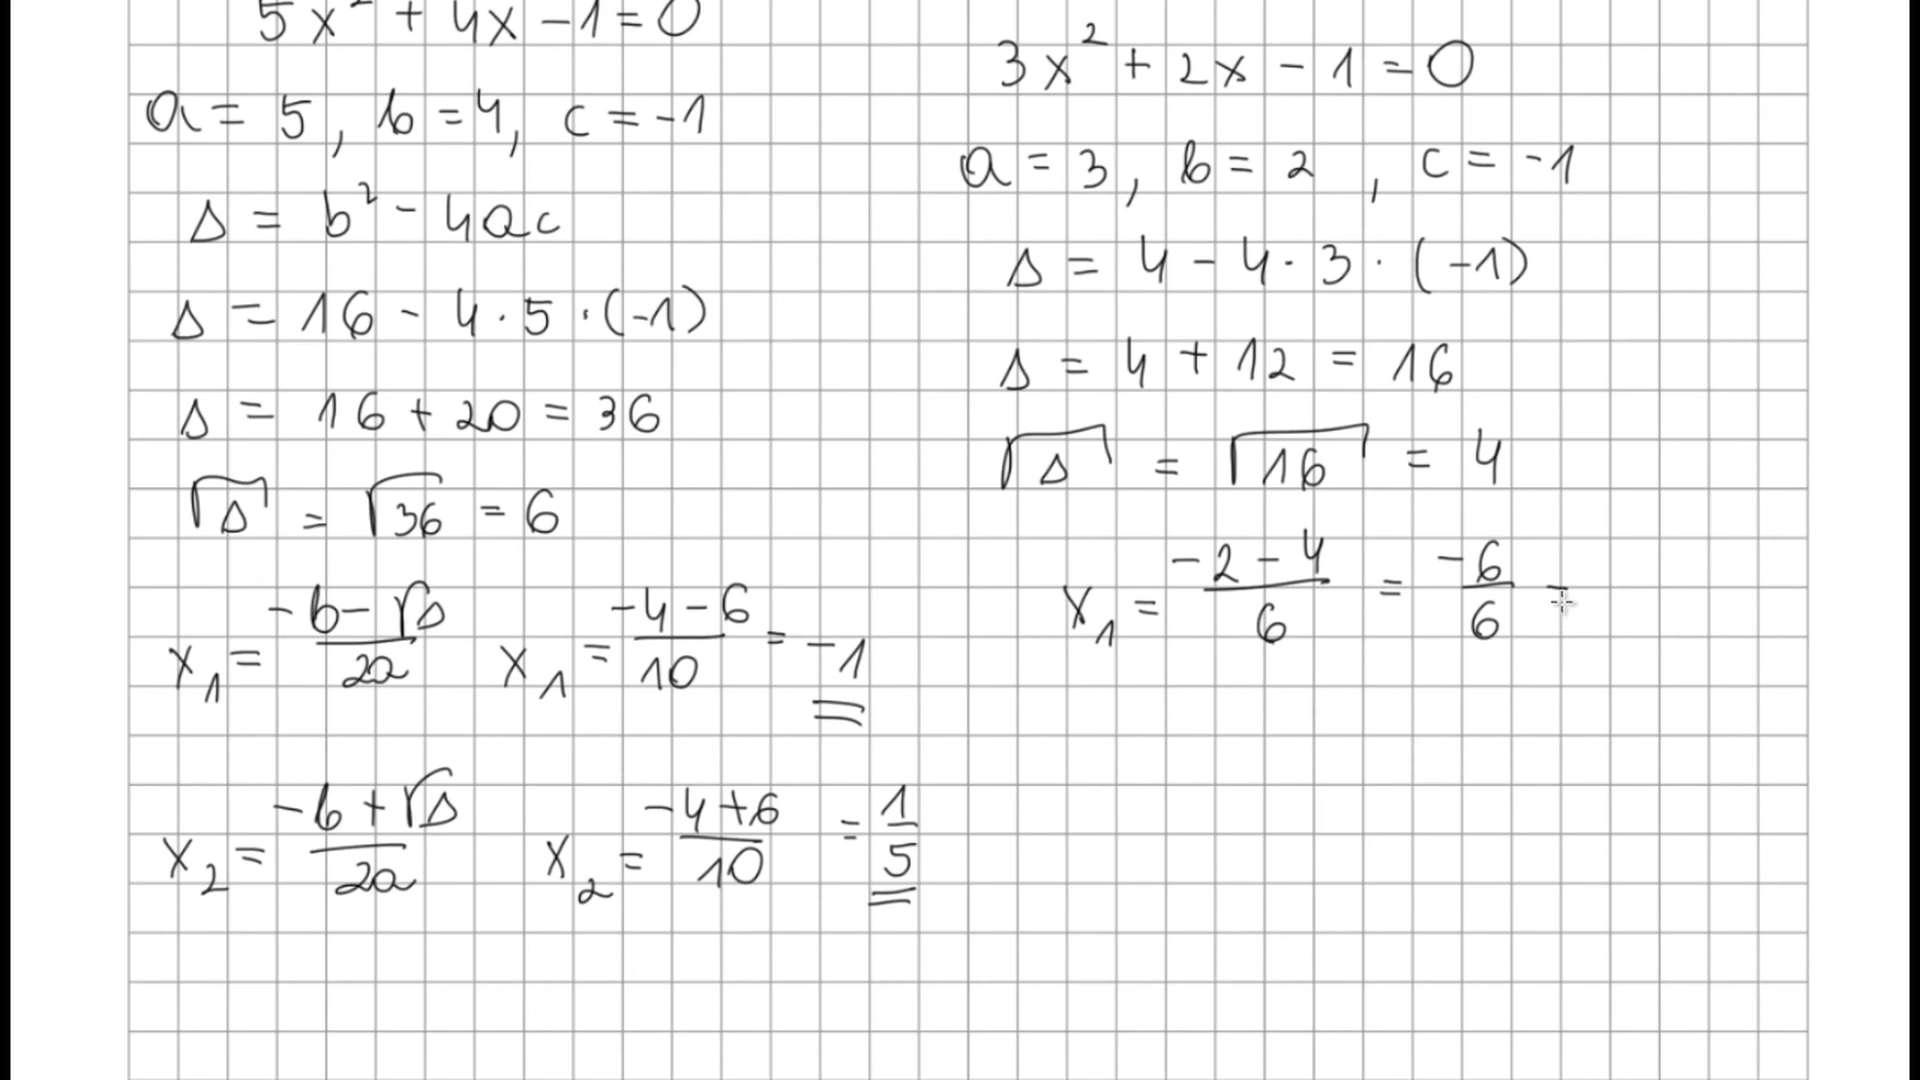 5x² + 4x - 1 = 0
a = 5, b = 4, c = -1
Δ = b² - 4ac
Δ = 16 - 4·5·(-1)
Δ = 16 + 20 = 36
√Δ = √36 = 6
x₁ = (-b - √Δ)/2a x₁ = (-4 - 6)/10 = -1
x₂ = (-b + √Δ)/2a x₂ = (-4 + 6)/10 = 1/5
3x² + 2x - 1 = 0
a = 3, b = 2, c = -1
Δ = 4 - 4·3·(-1)
Δ = 4 + 12 = 16
√Δ = √16 = 4
x₁ = (-2 - 4)/6 = -6/6 =